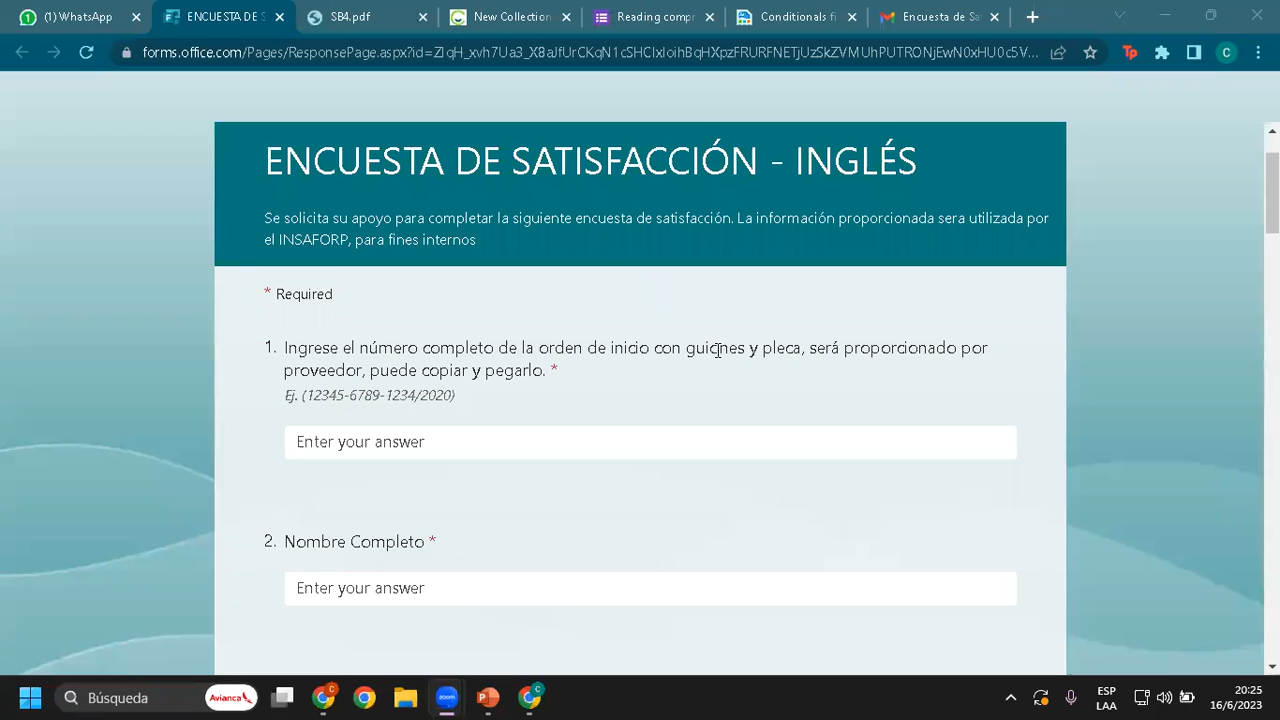 (1) WhatsApp
ENCUESTA DE S
SB4.pdf
New Collection
Reading compr
Conditionals fi
Encuesta de Sa
forms.office.com/Pages/ResponsePage.aspx?id=
ENCUESTA DE SATISFACCIÓN - INGLÉS
Se solicita su apoyo para completar la siguiente encuesta de satisfacción. La información proporcionada sera utilizada por
el INSAFORP, para fines internos
* Required
1. Ingrese el número completo de la orden de inicio con guiones y pleca, será proporcionado por
proveedor, puede copiar y pegarlo. *
Ej. (12345-6789-1234/2020)
Enter your answer
2. Nombre Completo *
Enter your answer
Búsqueda
Avianca
ESP
LAA
20:25
16/6/2023